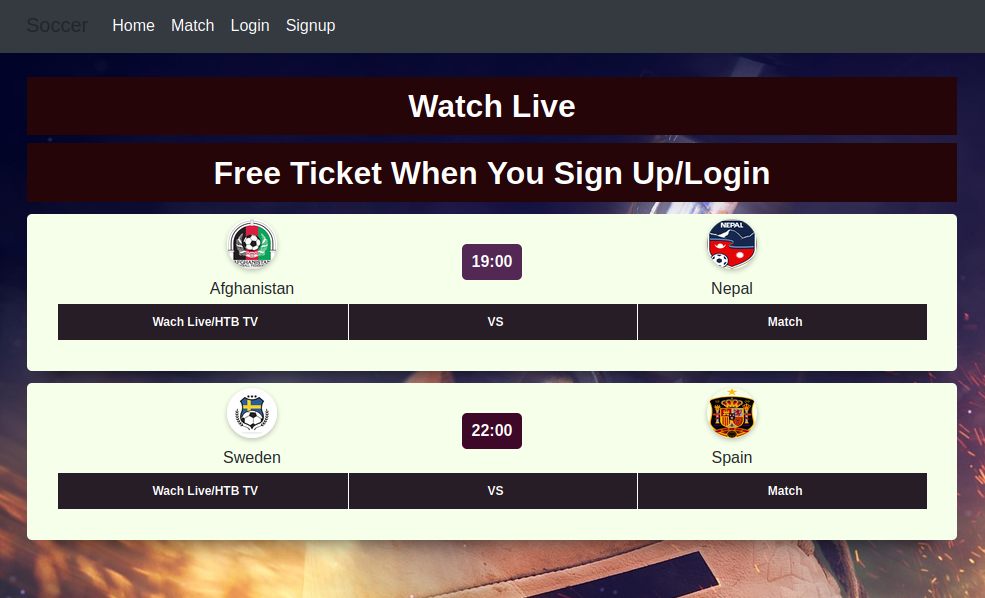 Soccer Home Match Login Signup
Watch Live
Free Ticket When You Sign Up/Login
AFGHANISTAN
NEPAL
19:00
Afghanistan Nepal
Wach Live/HTB TV VS Match
22:00
Sweden Spain
Wach Live/HTB TV VS Match